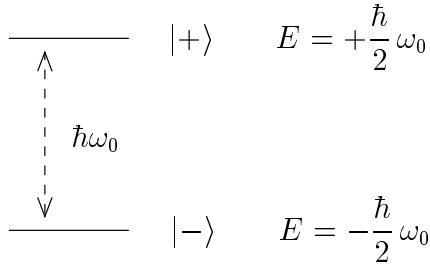 |+⟩ E = +ħ/2 ω₀
ħω₀
|−⟩ E = −ħ/2 ω₀